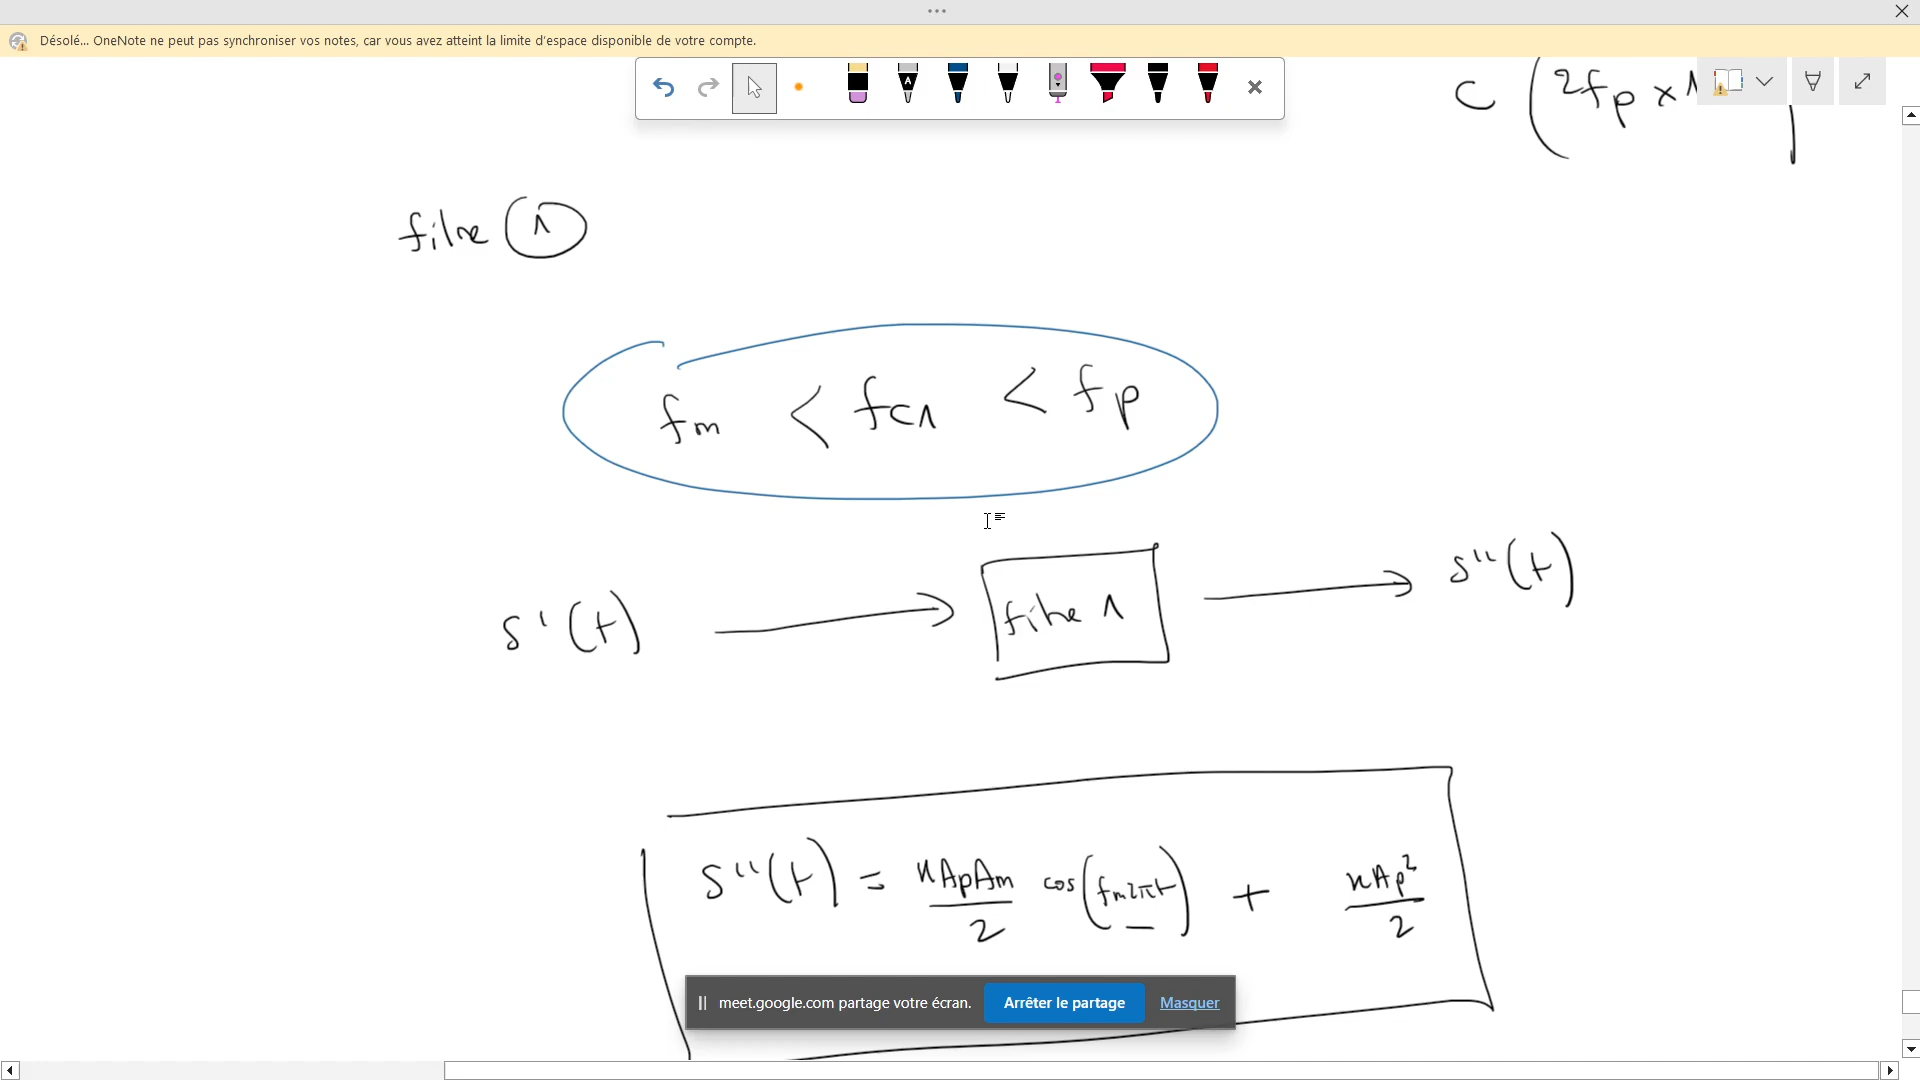 Désolé... OneNote ne peut pas synchroniser vos notes, car vous avez atteint la limite d'espace disponible de votre compte.
C ( 2fp x
filtre 1
fm < fc1 < fp
s'(t) → filtre 1 → s''(t)
s''(t) = KApAm/2 cos(fm2πt) + KAp²/2
meet.google.com partage votre écran. Arrêter le partage Masquer